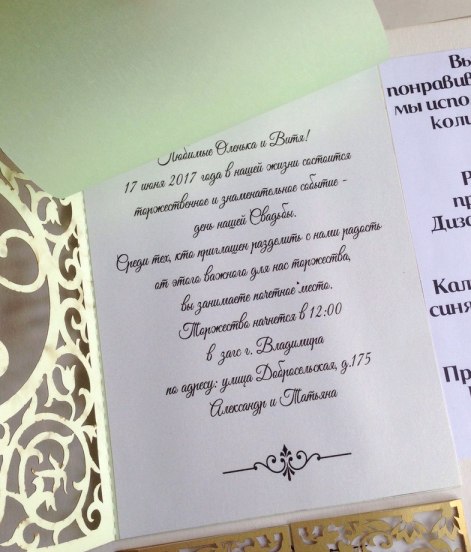 Любимые Оленька и Витя!
17 июня 2017 года в нашей жизни состоится
торжественное и знаменательное событие -
день нашей Свадьбы.
Среди тех, кто приглашен разделить с нами радость
от этого важного для нас торжества,
вы занимаете почетное место.
Торжество начнется в 12:00
в загс г. Владимира
по адресу: улица Добросельская, д.175
Александр и Татьяна
Вы
понравив
мы испо
коли
Р
пр
Диза
Кал
синя
Пр